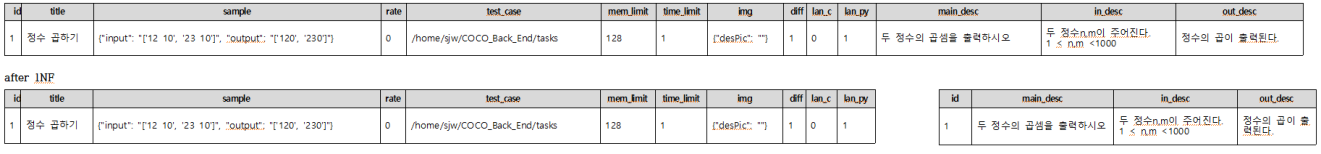 id title sample rate test_case mem_limit time_limit img diff lan_c lan_py main_desc in_desc out_desc
1 정수 곱하기 {"input": "['12 10', '23 10']", "output": "['120', '230']"} 0 /home/sjw/COCO_Back_End/tasks 128 1 {"desPic": ""} 1 0 1 두 정수의 곱셈을 출력하시오 두 정수n,m이 주어진다. 정수의 곱이 출력된다.
1 ≤ n,m <1000
after 1NF
id title sample rate test_case mem_limit time_limit img diff lan_c lan_py id main_desc in_desc out_desc
1 정수 곱하기 {"input": "['12 10', '23 10']", "output": "['120', '230']"} 0 /home/sjw/COCO_Back_End/tasks 128 1 {"desPic": ""} 1 0 1 1 두 정수의 곱셈을 출력하시오 두 정수n,m이 주어진다. 정수의 곱이 출
1 ≤ n,m <1000 력된다.